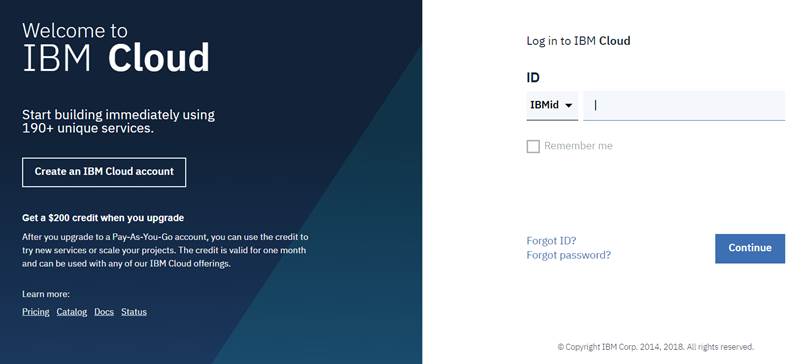 Welcome to
IBM Cloud
Start building immediately using
190+ unique services.
Create an IBM Cloud account
Get a $200 credit when you upgrade
After you upgrade to a Pay-As-You-Go account, you can use the credit to
try new services or scale your projects. The credit is valid for one month
and can be used with any of our IBM Cloud offerings.
Learn more:
Pricing Catalog Docs Status
Log in to IBM Cloud
ID
IBMid
Remember me
Forgot ID?
Forgot password?
Continue
© Copyright IBM Corp. 2014, 2018. All rights reserved.